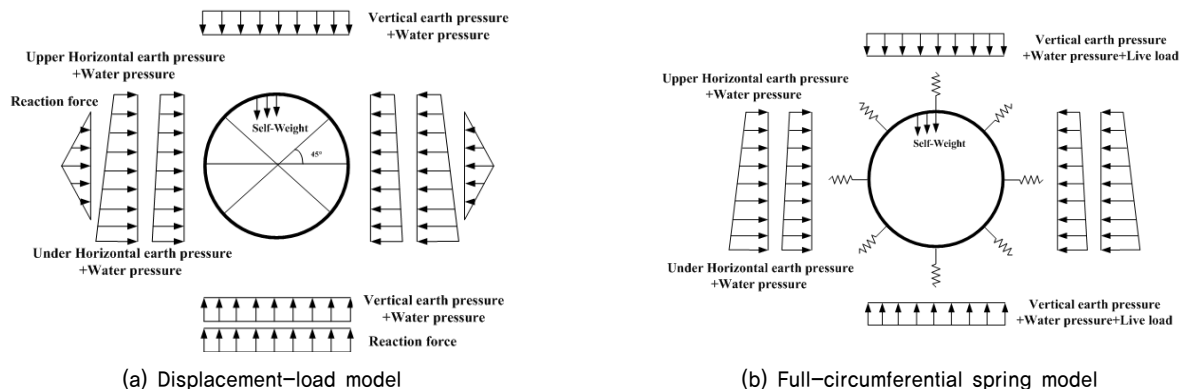 Vertical earth pressure
+Water pressure
Upper Horizontal earth pressure
+Water pressure
Reaction force
Self-Weight
45°
Under Horizontal earth pressure
+Water pressure
Vertical earth pressure
+Water pressure
Reaction force
(a) Displacement-load model
Vertical earth pressure
+Water pressure+Live load
Upper Horizontal earth pressure
+Water pressure
Self-Weight
Under Horizontal earth pressure
+Water pressure
Vertical earth pressure
+Water pressure+Live load
(b) Full-circumferential spring model